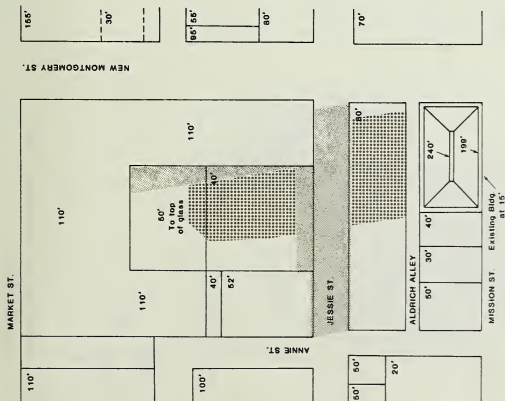 155'
30'
95'
55'
80'
70'
NEW MONTGOMERY ST.
MARKET ST.
110'
110'
110'
50'
To top
of glass
40'
40'
52'
JESSIE ST.
80'
ALDRICH ALLEY
240'
199'
40'
30'
50'
MISSION ST.
Existing Bldg.
at 15'
ANNIE ST.
110'
100'
50'
50'
20'